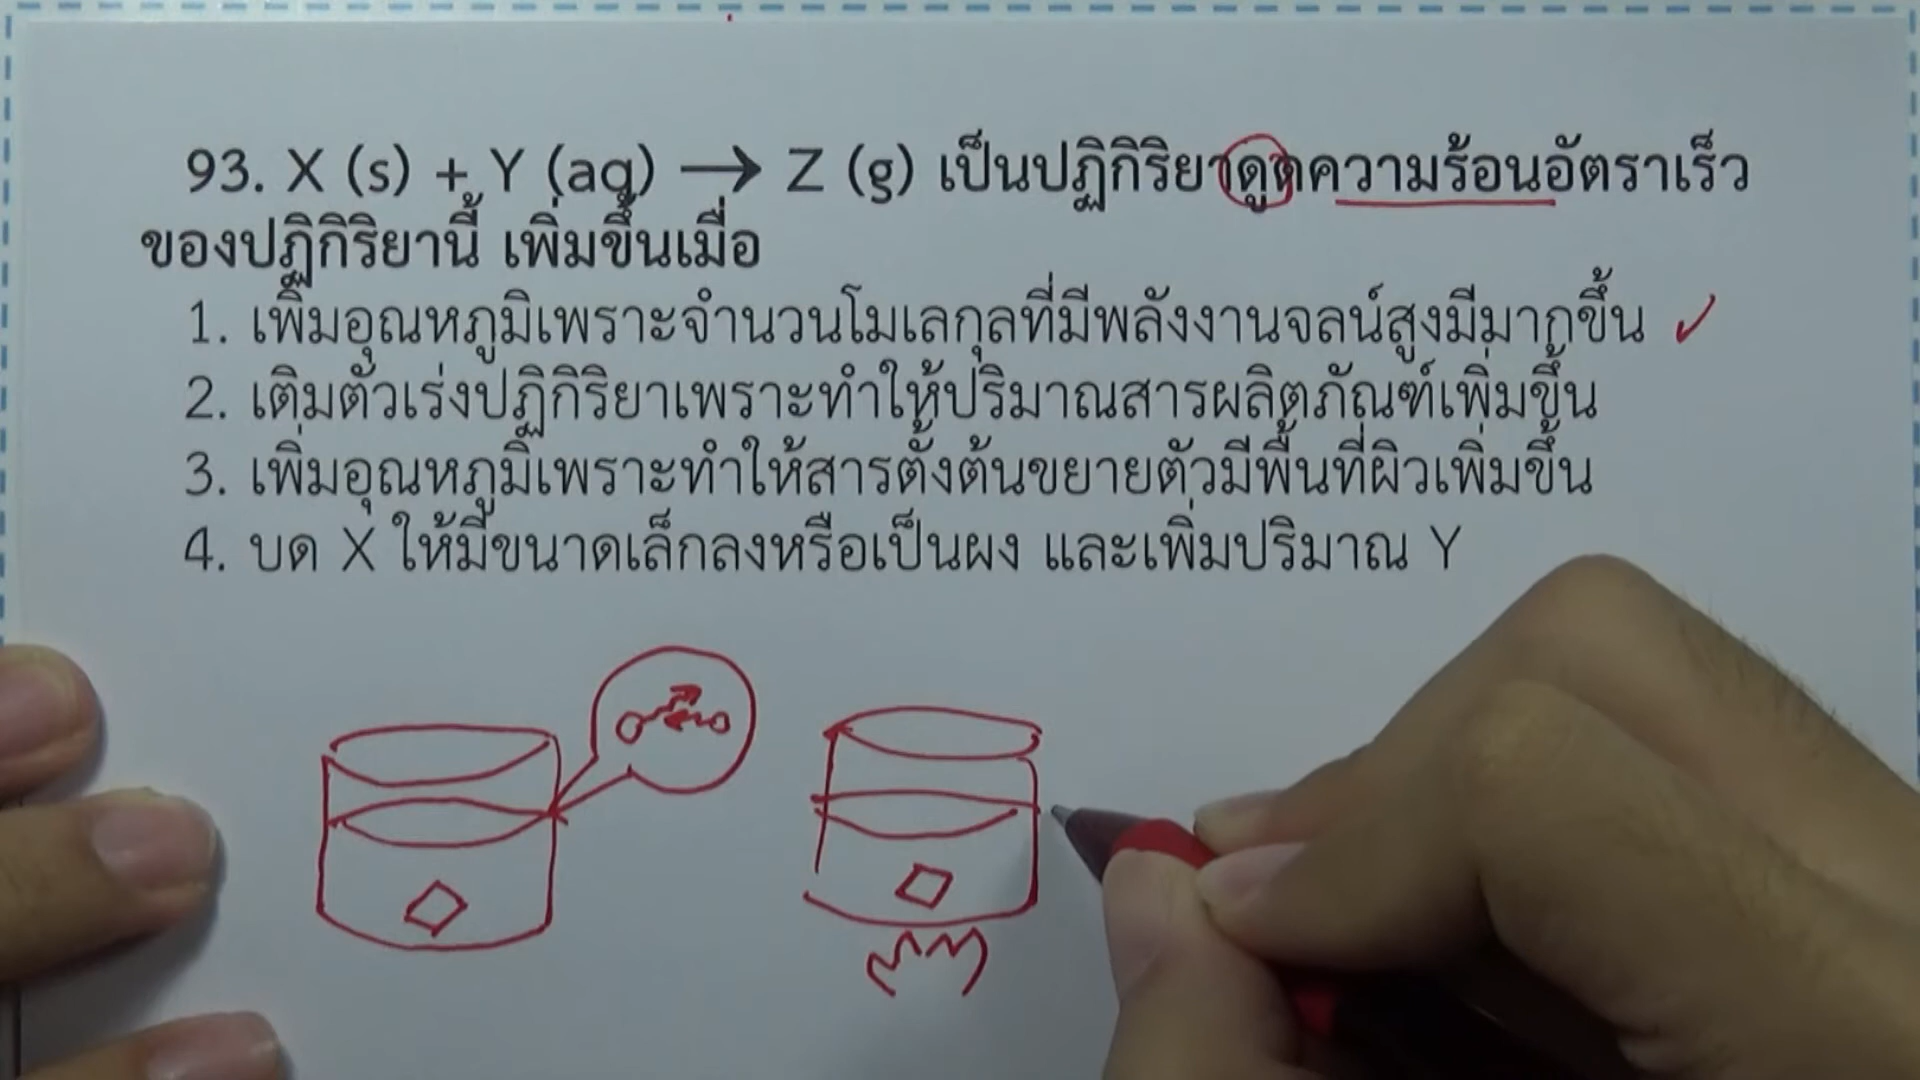 93. X (s) + Y (aq) → Z (g) เป็นปฏิกิริยาดูดความร้อนอัตราเร็ว
ของปฏิกิริยานี้ เพิ่มขึ้นเมื่อ
1. เพิ่มอุณหภูมิเพราะจำนวนโมเลกุลที่มีพลังงานจลน์สูงมีมากขึ้น
2. เติมตัวเร่งปฏิกิริยาเพราะทำให้ปริมาณสารผลิตภัณฑ์เพิ่มขึ้น
3. เพิ่มอุณหภูมิเพราะทำให้สารตั้งต้นขยายตัวมีพื้นที่ผิวเพิ่มขึ้น
4. บด X ให้มีขนาดเล็กลงหรือเป็นผง และเพิ่มปริมาณ Y